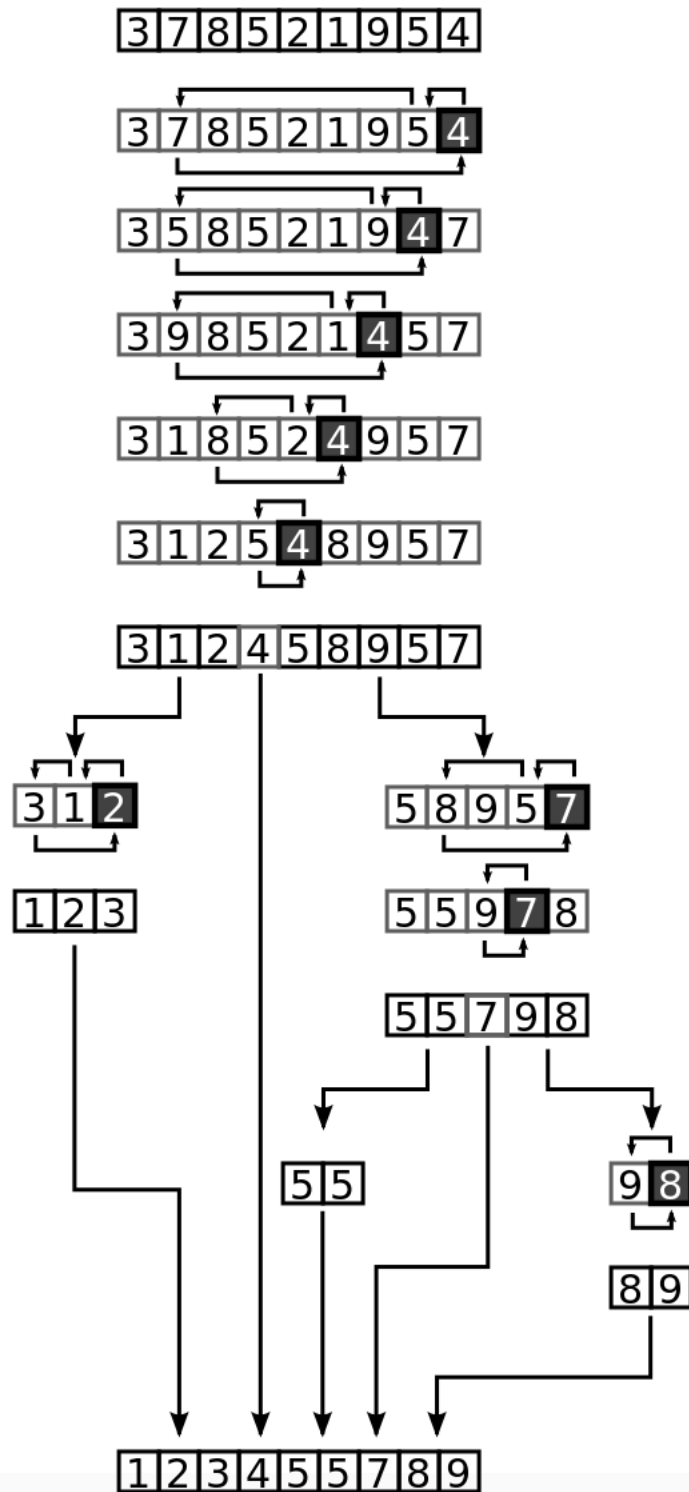 3 7 8 5 2 1 9 5 4
3 7 8 5 2 1 9 5 4
3 5 8 5 2 1 9 4 7
3 9 8 5 2 1 4 5 7
3 1 8 5 2 4 9 5 7
3 1 2 5 4 8 9 5 7
3 1 2 4 5 8 9 5 7
3 1 2
5 8 9 5 7
1 2 3
5 5 9 7 8
5 5 7 9 8
5 5
9 8
8 9
1 2 3 4 5 5 7 8 9